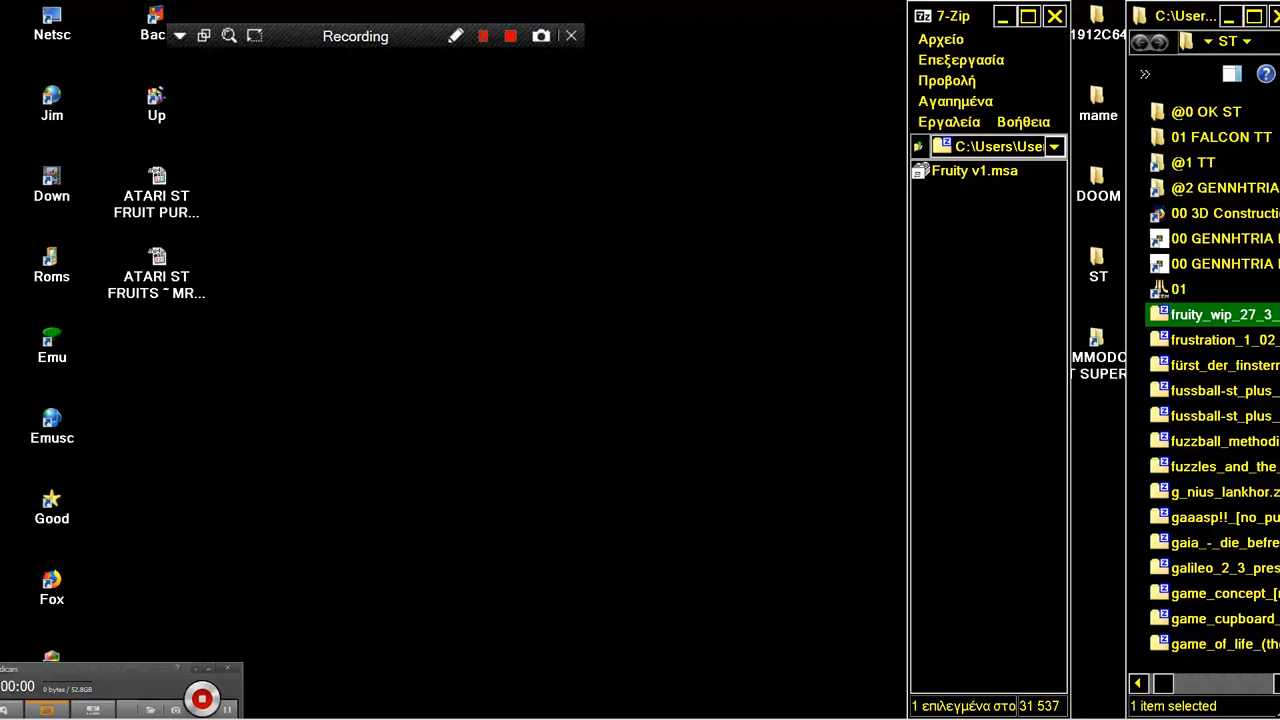 Netsc
Bac
Recording
Jim
Up
Down
ATARI ST
FRUIT PUR...
Roms
ATARI ST
FRUITS ~ MR...
Emu
Emusc
Good
Fox
00:00
0 bytes / 52.8GB
7-Zip
Αρχείο
Επεξεργασία
Προβολή
Αγαπημένα
Εργαλεία Βοήθεια
C:\Users\Use
Fruity v1.msa
1 επιλεγμένα στο 31 537
1912C64
mame
DOOM
ST
MMODO
T SUPER
C:\User...
ST
@0 OK ST
01 FALCON TT
@1 TT
@2 GENNHTRIA
00 3D Constructi
00 GENNHTRIA
00 GENNHTRIA
01
fruity_wip_27_3_
frustration_1_02_
fürst_der_finstern
fussball-st_plus_
fussball-st_plus_
fuzzball_methodi
fuzzles_and_the_
g_nius_lankhor.z
gaaasp!!_[no_pu
gaia_-_die_befre
galileo_2_3_pres
game_concept_[
game_cupboard_
game_of_life_(the
1 item selected